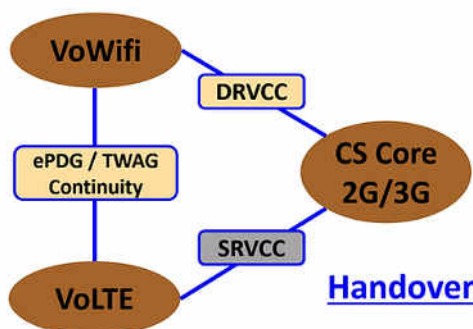 VoWifi
DRVCC
ePDG / TWAG
Continuity
CS Core
2G/3G
SRVCC
VoLTE
Handover